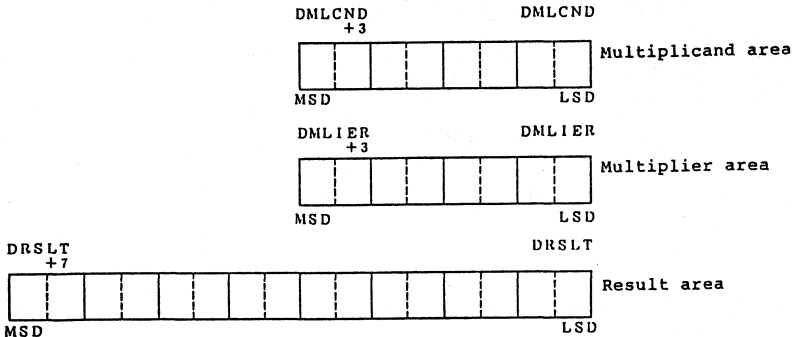 DMLCND DMLCND
+3
Multiplicand area
MSD LSD
DMLIER DMLIER
+3
Multiplier area
MSD LSD
DRSLT DRSLT
+7
Result area
MSD LSD